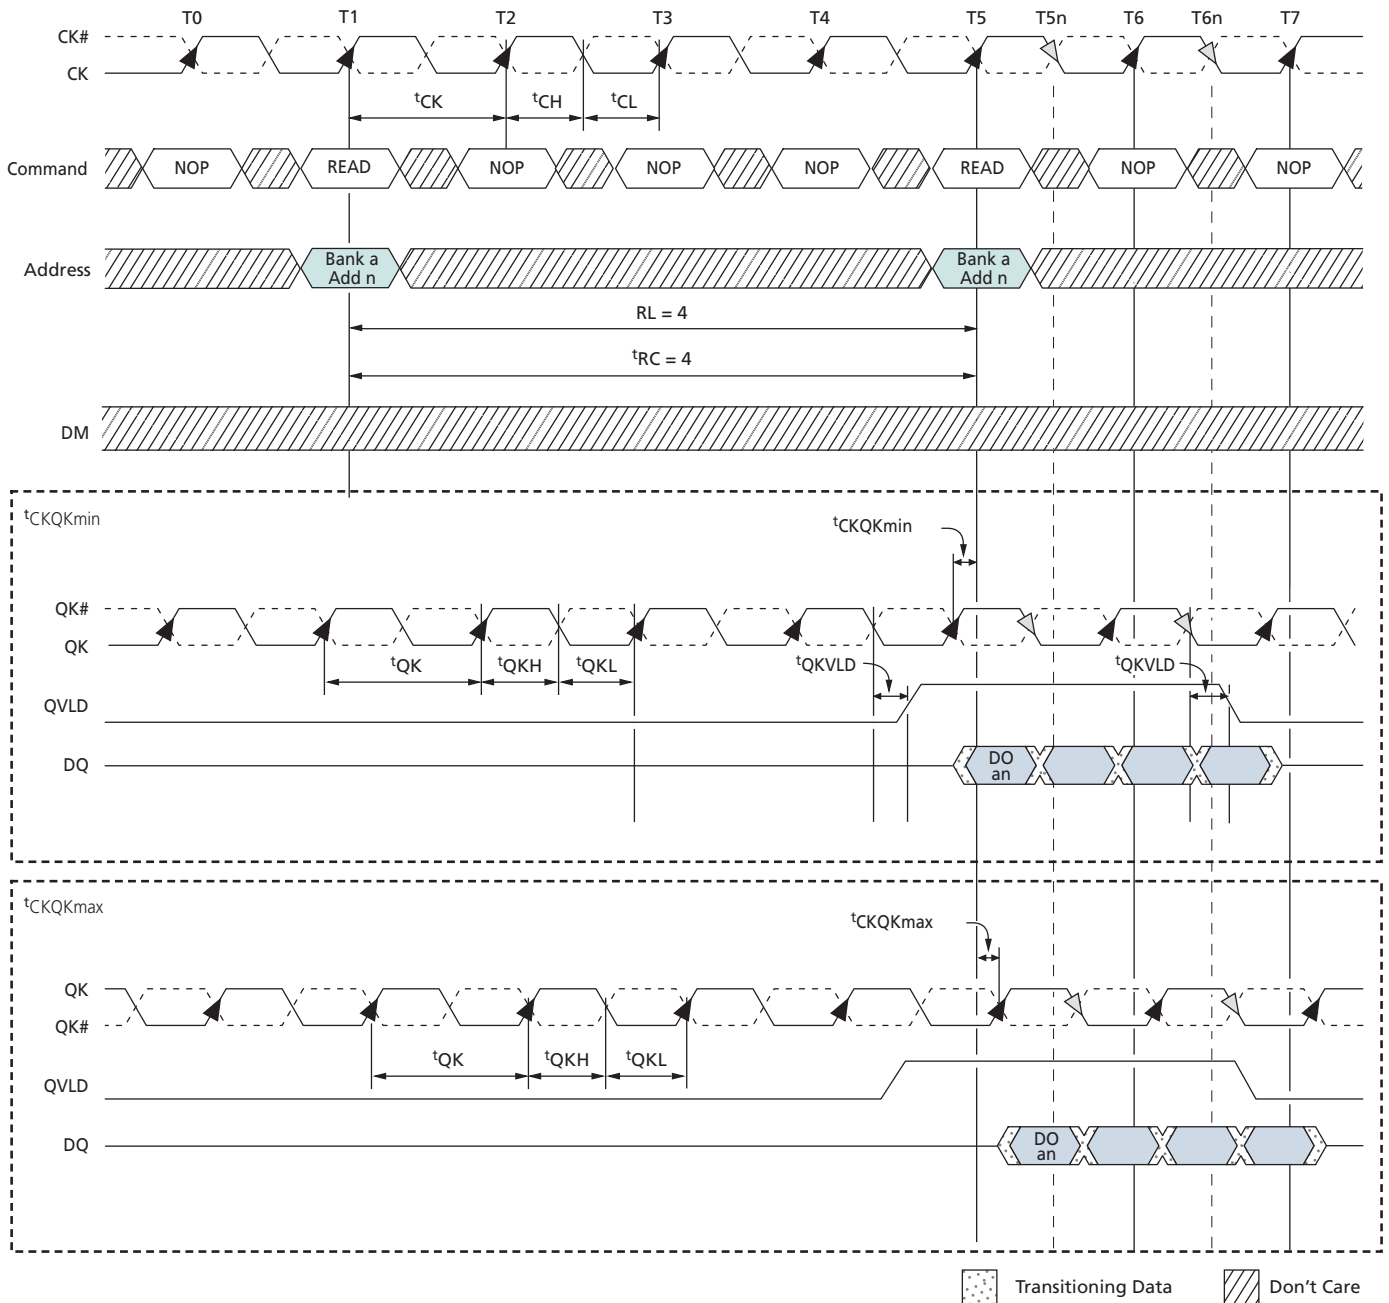 T0 T1 T2 T3 T4 T5 T5n T6 T6n T7
CK#
CK
tCK tCH tCL
Command NOP READ NOP NOP NOP READ NOP NOP
Address Bank a Bank a
Add n Add n
RL = 4
tRC = 4
DM
tCKQKmin
tCKQKmin
QK#
QK
tQK tQKH tQKL tQKVLD tQKVLD
QVLD
DQ DO
an
tCKQKmax
tCKQKmax
QK
QK#
tQK tQKH tQKL
QVLD
DQ DO
an
Transitioning Data Don't Care